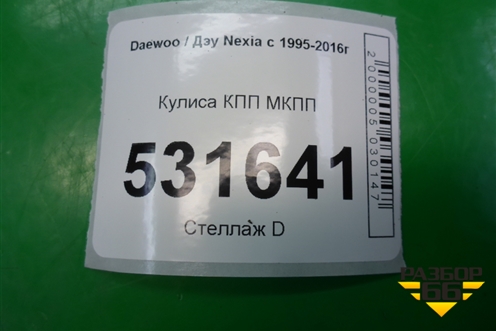 Daewoo / Дэу Nexia с 1995-2016г
Кулиса КПП МКПП
531641
Стеллаж D
2000005030147
РАЗБОР
66